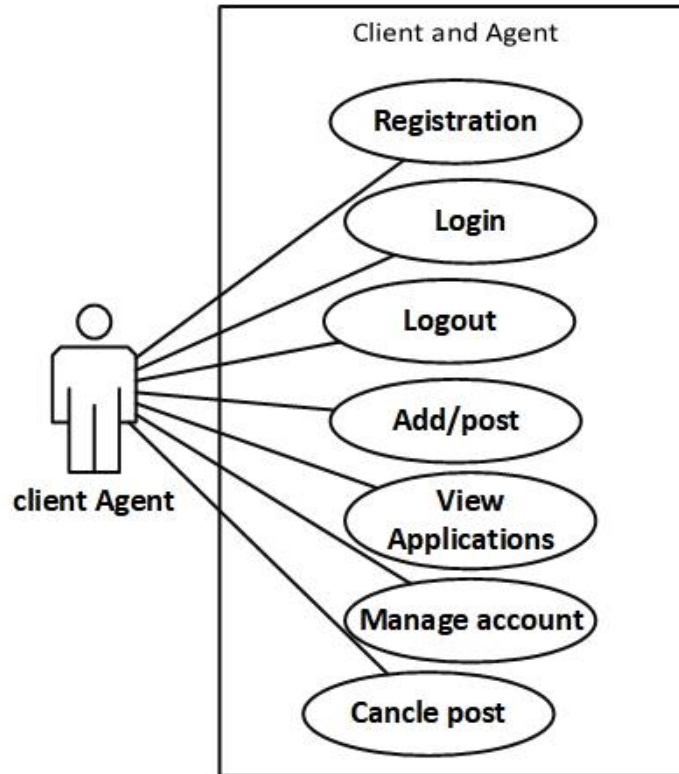 Client and Agent
Registration
Login
Logout
Add/post
client Agent
View
Applications
Manage account
Cancle post